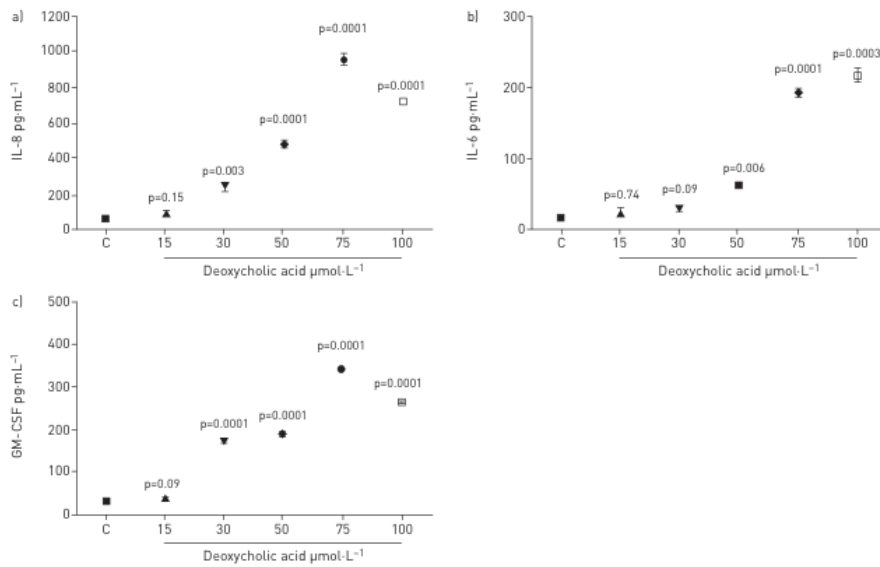 a)
1200
1000
800
600
400
200
0
IL-8 pg·mL⁻¹
p=0.15
p=0.003
p=0.0001
p=0.0001
p=0.0001
C 15 30 50 75 100
Deoxycholic acid µmol·L⁻¹
b)
300
200
100
0
IL-6 pg·mL⁻¹
p=0.74
p=0.09
p=0.006
p=0.0001
p=0.0003
C 15 30 50 75 100
Deoxycholic acid µmol·L⁻¹
c)
500
400
300
200
100
0
GM-CSF pg·mL⁻¹
p=0.09
p=0.0001
p=0.0001
p=0.0001
p=0.0001
C 15 30 50 75 100
Deoxycholic acid µmol·L⁻¹